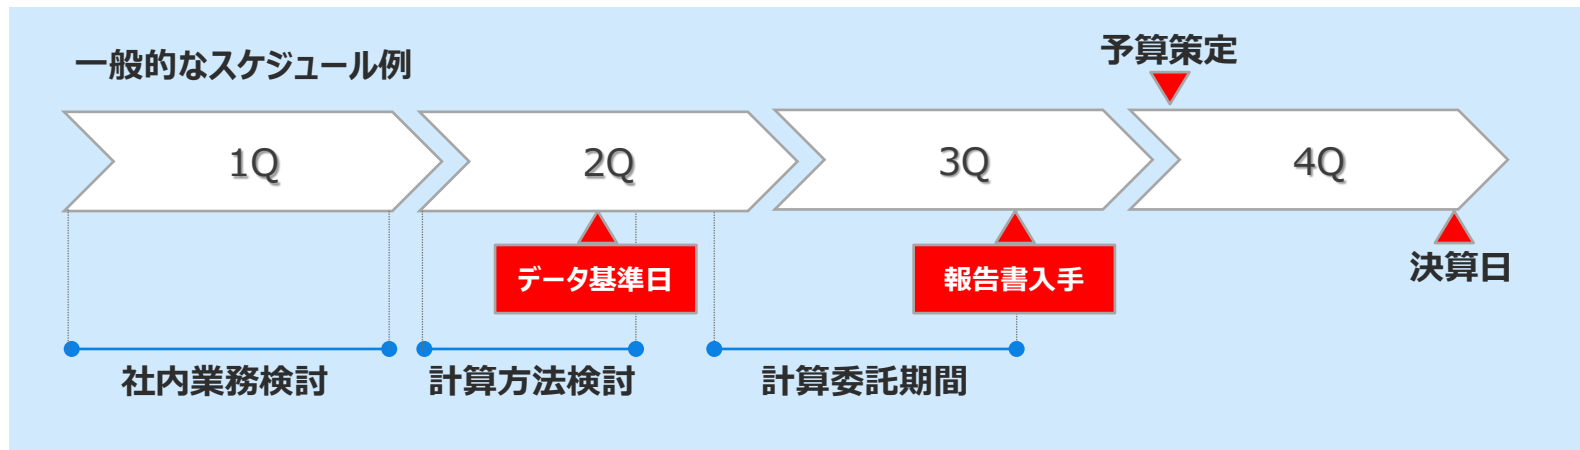 一般的なスケジュール例
予算策定
1Q
2Q
3Q
4Q
データ基準日
報告書入手
決算日
社内業務検討
計算方法検討
計算委託期間